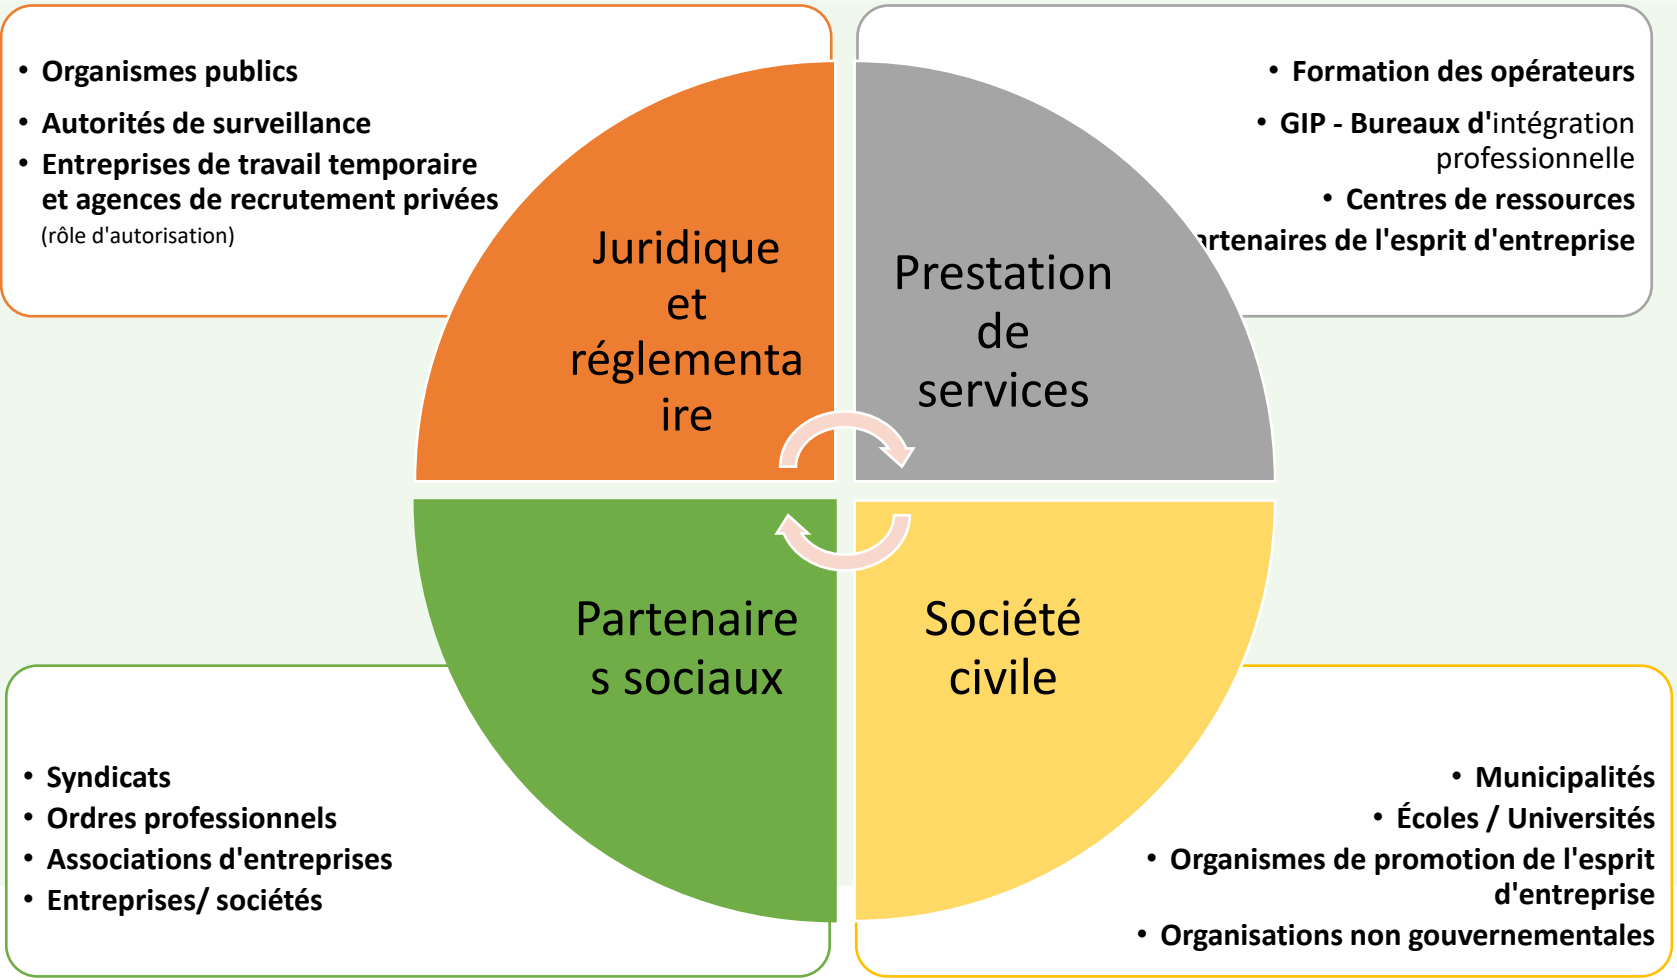 • Organismes publics
• Autorités de surveillance
• Entreprises de travail temporaire
et agences de recrutement privées
(rôle d'autorisation)
• Formation des opérateurs
• GIP - Bureaux d'intégration
professionnelle
• Centres de ressources
artenaires de l'esprit d'entreprise
Juridique
et
réglementa
ire
Prestation
de
services
Partenaire
s sociaux
Société
civile
• Syndicats
• Ordres professionnels
• Associations d'entreprises
• Entreprises/ sociétés
• Municipalités
• Écoles / Universités
• Organismes de promotion de l'esprit
d'entreprise
• Organisations non gouvernementales